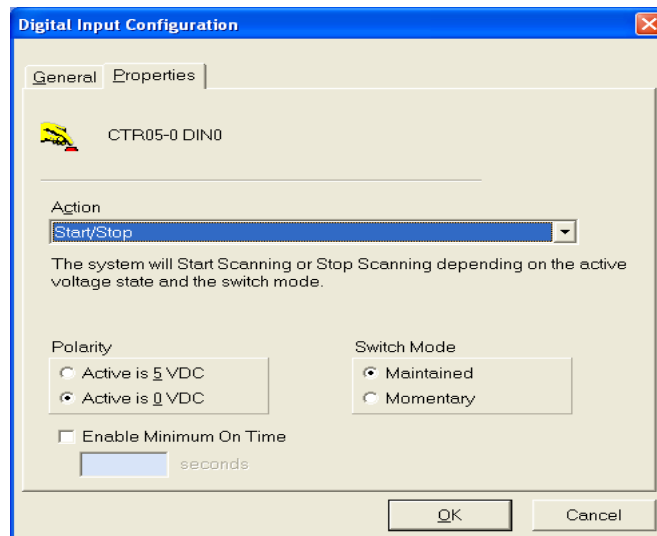 Digital Input Configuration
General Properties
CTR05-0 DIN0
Action
Start/Stop
The system will Start Scanning or Stop Scanning depending on the active
voltage state and the switch mode.
Polarity
Switch Mode
Active is 5 VDC
Maintained
Active is 0 VDC
Momentary
Enable Minimum On Time
seconds
OK
Cancel